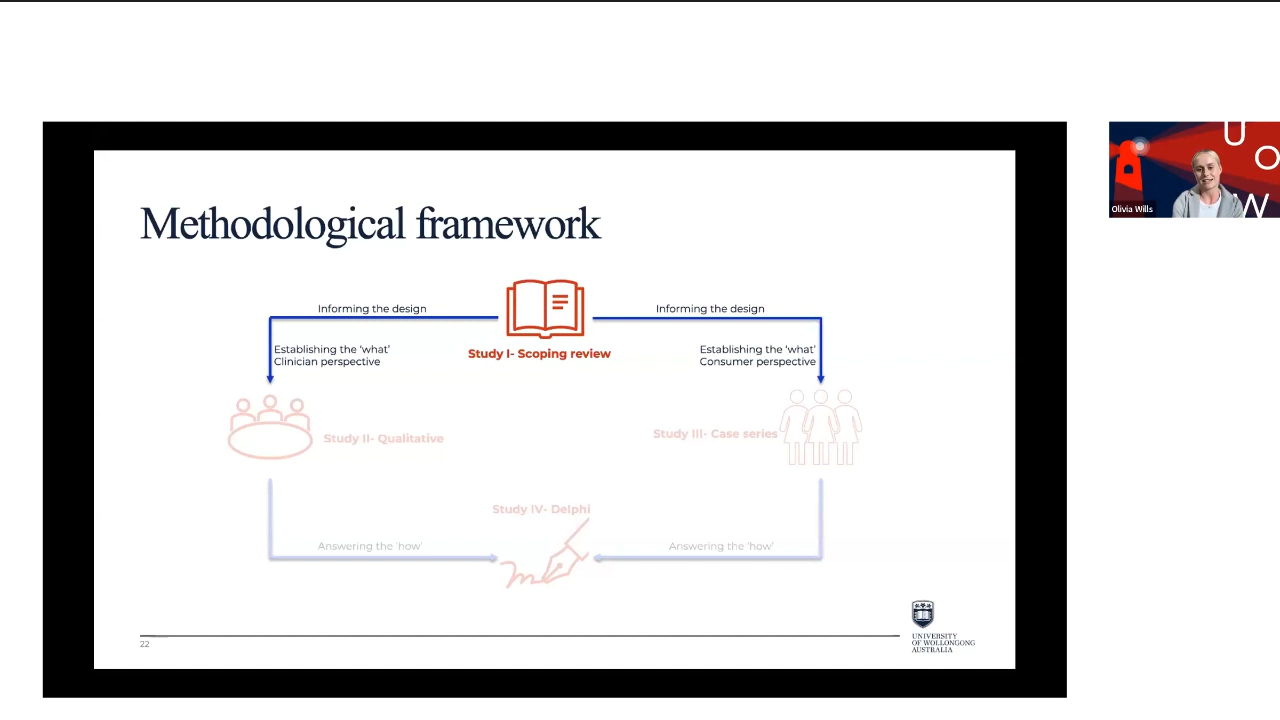 Methodological framework
Informing the design
Informing the design
Establishing the ‘what’
Clinician perspective
Study I- Scoping review
Establishing the ‘what’
Consumer perspective
Study II- Qualitative
Study III- Case series
Study IV- Delphi
Answering the ‘how’
Answering the ‘how’
22
UNIVERSITY
OF WOLLONGONG
AUSTRALIA
U
O
W
Olivia Wills